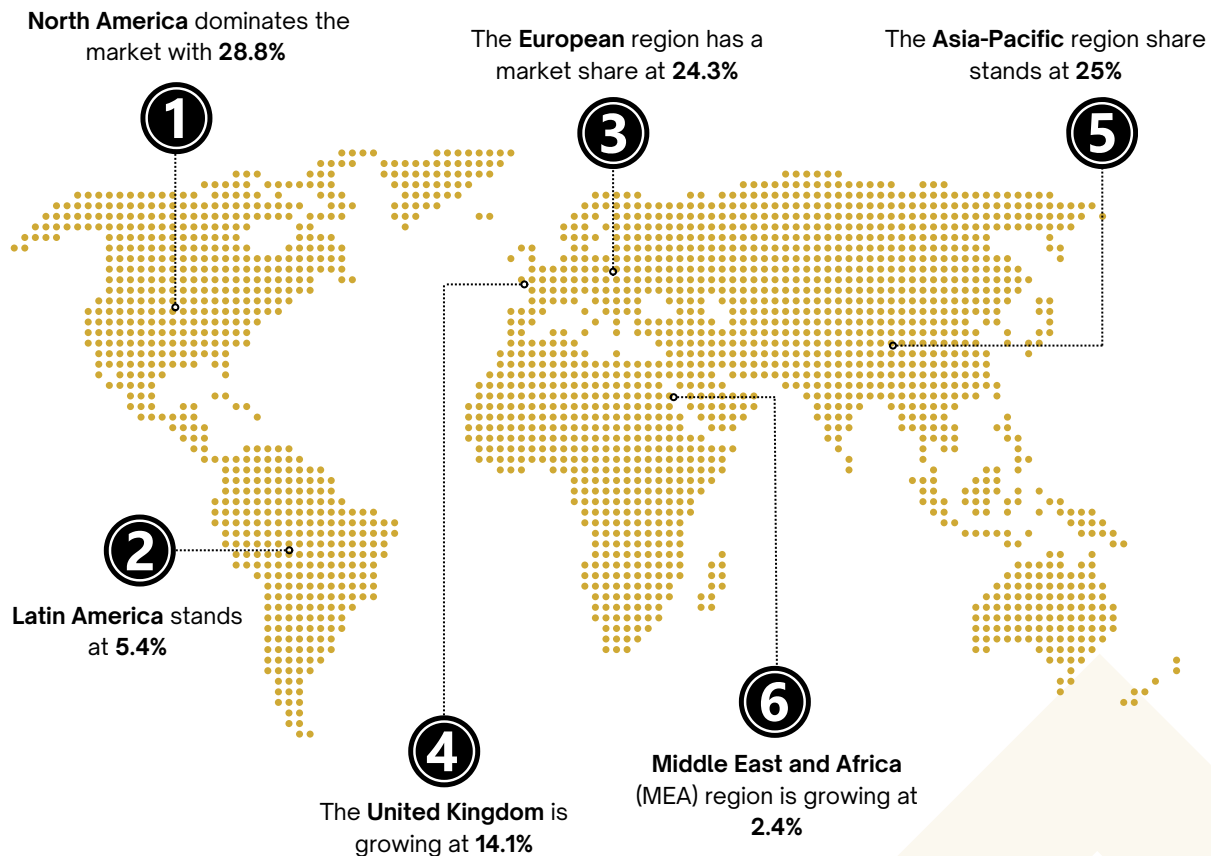 North America dominates the
market with 28.8%
1
The European region has a
market share at 24.3%
3
The Asia-Pacific region share
stands at 25%
5
2
Latin America stands
at 5.4%
4
The United Kingdom is
growing at 14.1%
6
Middle East and Africa
(MEA) region is growing at
2.4%